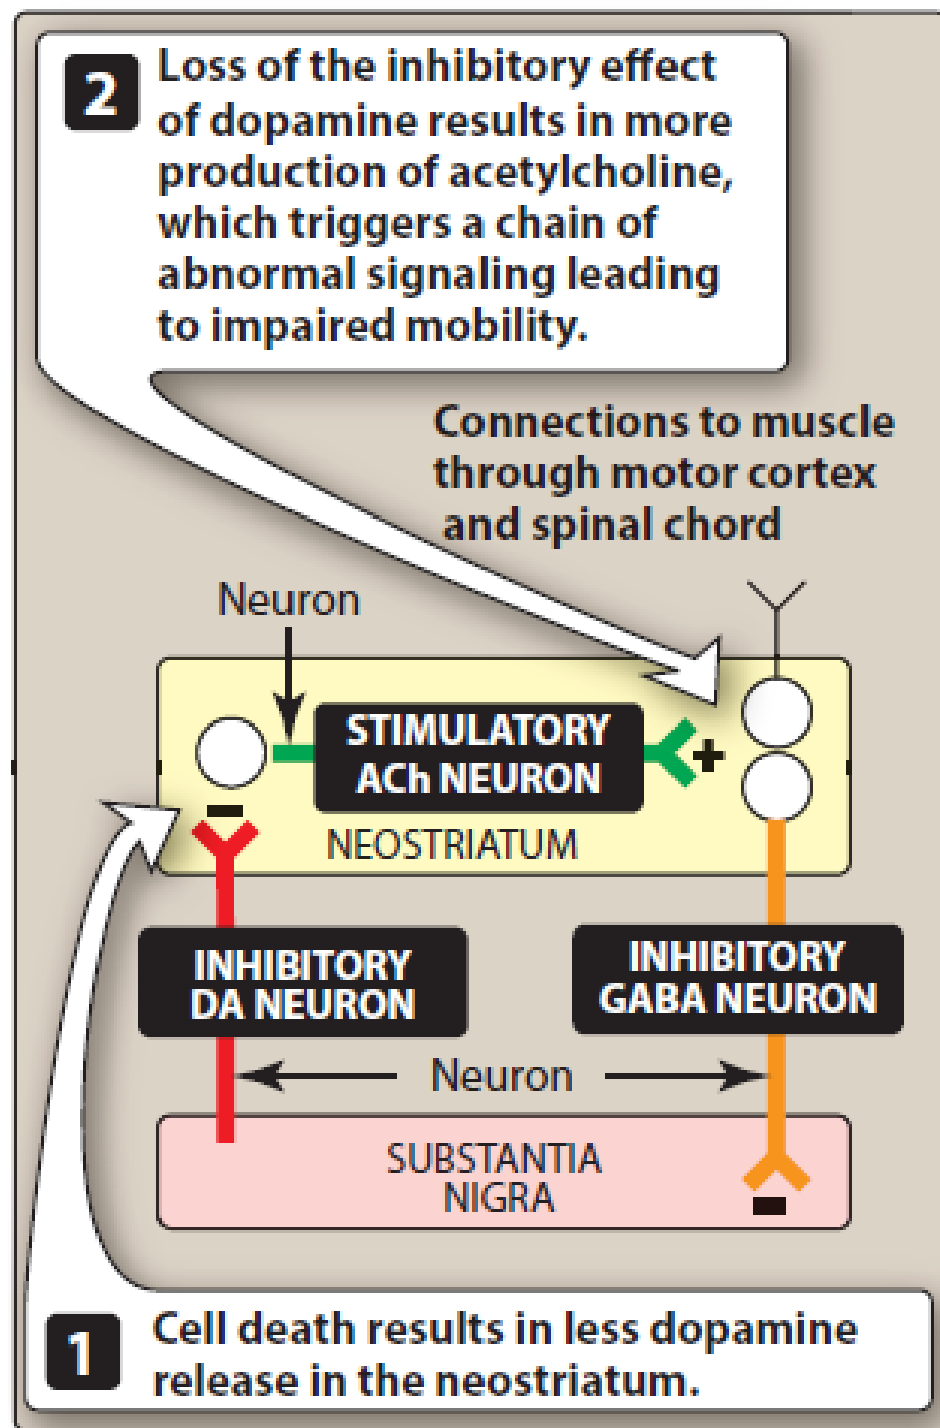 2
Loss of the inhibitory effect
of dopamine results in more
production of acetylcholine,
which triggers a chain of
abnormal signaling leading
to impaired mobility.
Connections to muscle
through motor cortex
and spinal chord
Neuron
STIMULATORY
ACh NEURON
+
–
NEOSTRIATUM
INHIBITORY
DA NEURON
INHIBITORY
GABA NEURON
Neuron
SUBSTANTIA
NIGRA
–
1
Cell death results in less dopamine
release in the neostriatum.